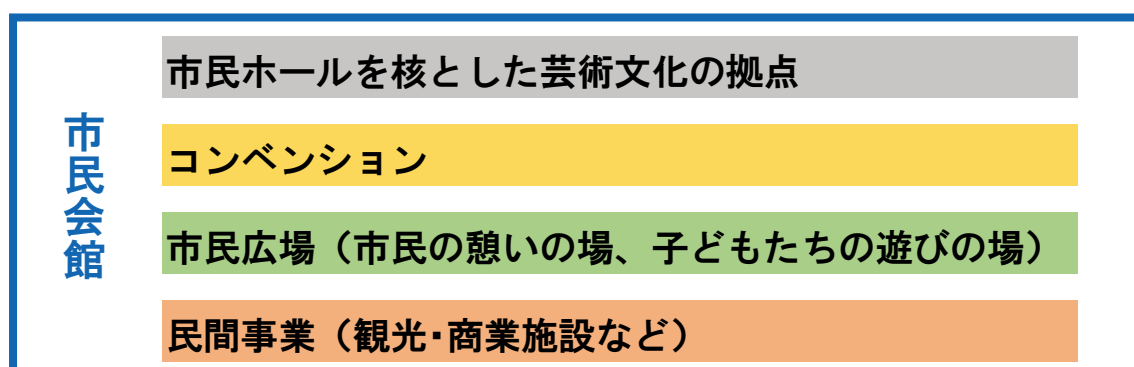 市民会館
市民ホールを核とした芸術文化の拠点
コンベンション
市民広場（市民の憩いの場、子どもたちの遊びの場）
民間事業（観光･商業施設など）